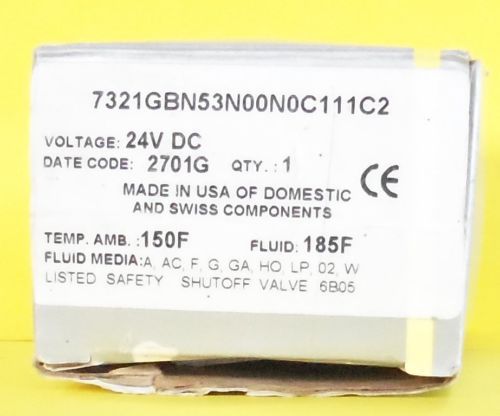 7321GBN53N00N0C111C2
VOLTAGE: 24V DC
DATE CODE: 2701G QTY. : 1
MADE IN USA OF DOMESTIC
AND SWISS COMPONENTS
CE
TEMP. AMB. :150F FLUID: 185F
FLUID MEDIA:A, AC, F, G, GA, HO, LP, 02, W
LISTED SAFETY SHUTOFF VALVE 6B05